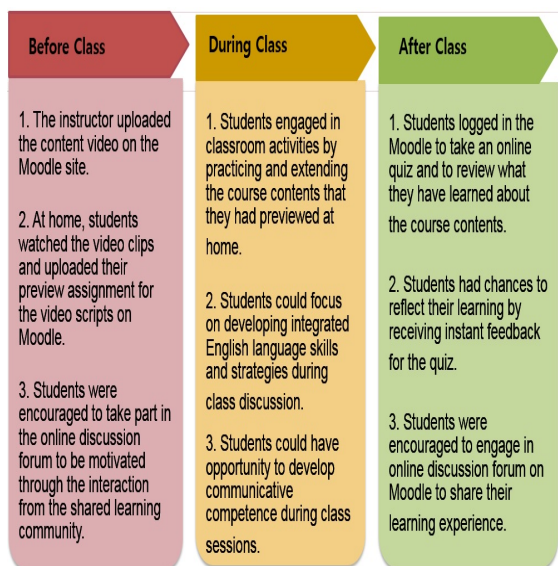 Before Class
1. The instructor uploaded
the content video on the
Moodle site.
2. At home, students
watched the video clips
and uploaded their
preview assignment for
the video scripts on
Moodle.
3. Students were
encouraged to take part in
the online discussion
forum to be motivated
through the interaction
from the shared learning
community.
During Class
1. Students engaged in
classroom activities by
practicing and extending
the course contents that
they had previewed at
home.
2. Students could focus
on developing integrated
English language skills
and strategies during
class discussion.
3. Students could have
opportunity to develop
communicative
competence during class
sessions.
After Class
1. Students logged in the
Moodle to take an online
quiz and to review what
they have learned about
the course contents.
2. Students had chances to
reflect their learning by
receiving instant feedback
for the quiz.
3. Students were
encouraged to engage in
online discussion forum on
Moodle to share their
learning experience.